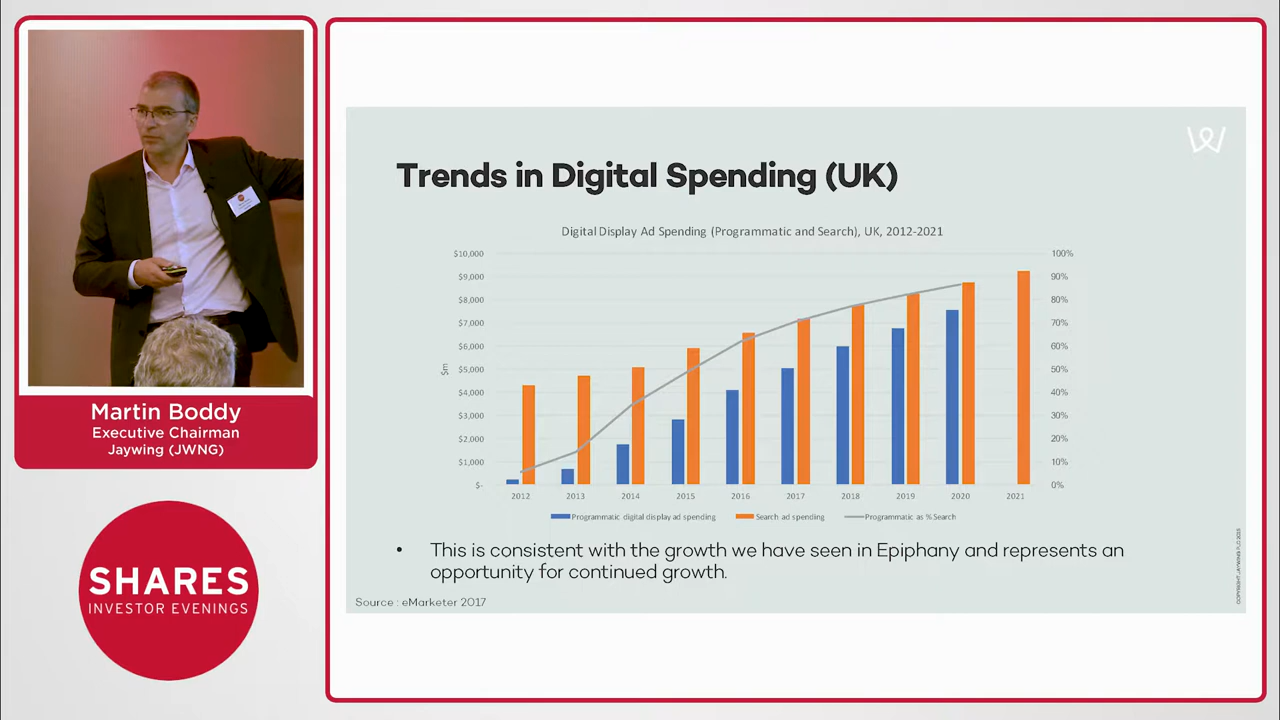 Martin Boddy
Executive Chairman
Jaywing (JWNG)
SHARES
INVESTOR EVENINGS
Trends in Digital Spending (UK)
Digital Display Ad Spending (Programmatic and Search), UK, 2012-2021
$m
$10,000
$9,000
$8,000
$7,000
$6,000
$5,000
$4,000
$3,000
$2,000
$1,000
$-
100%
90%
80%
70%
60%
50%
40%
30%
20%
10%
0%
2012 2013 2014 2015 2016 2017 2018 2019 2020 2021
Programmatic digital display ad spending Search ad spending Programmatic as % Search
• This is consistent with the growth we have seen in Epiphany and represents an
opportunity for continued growth.
Source : eMarketer 2017